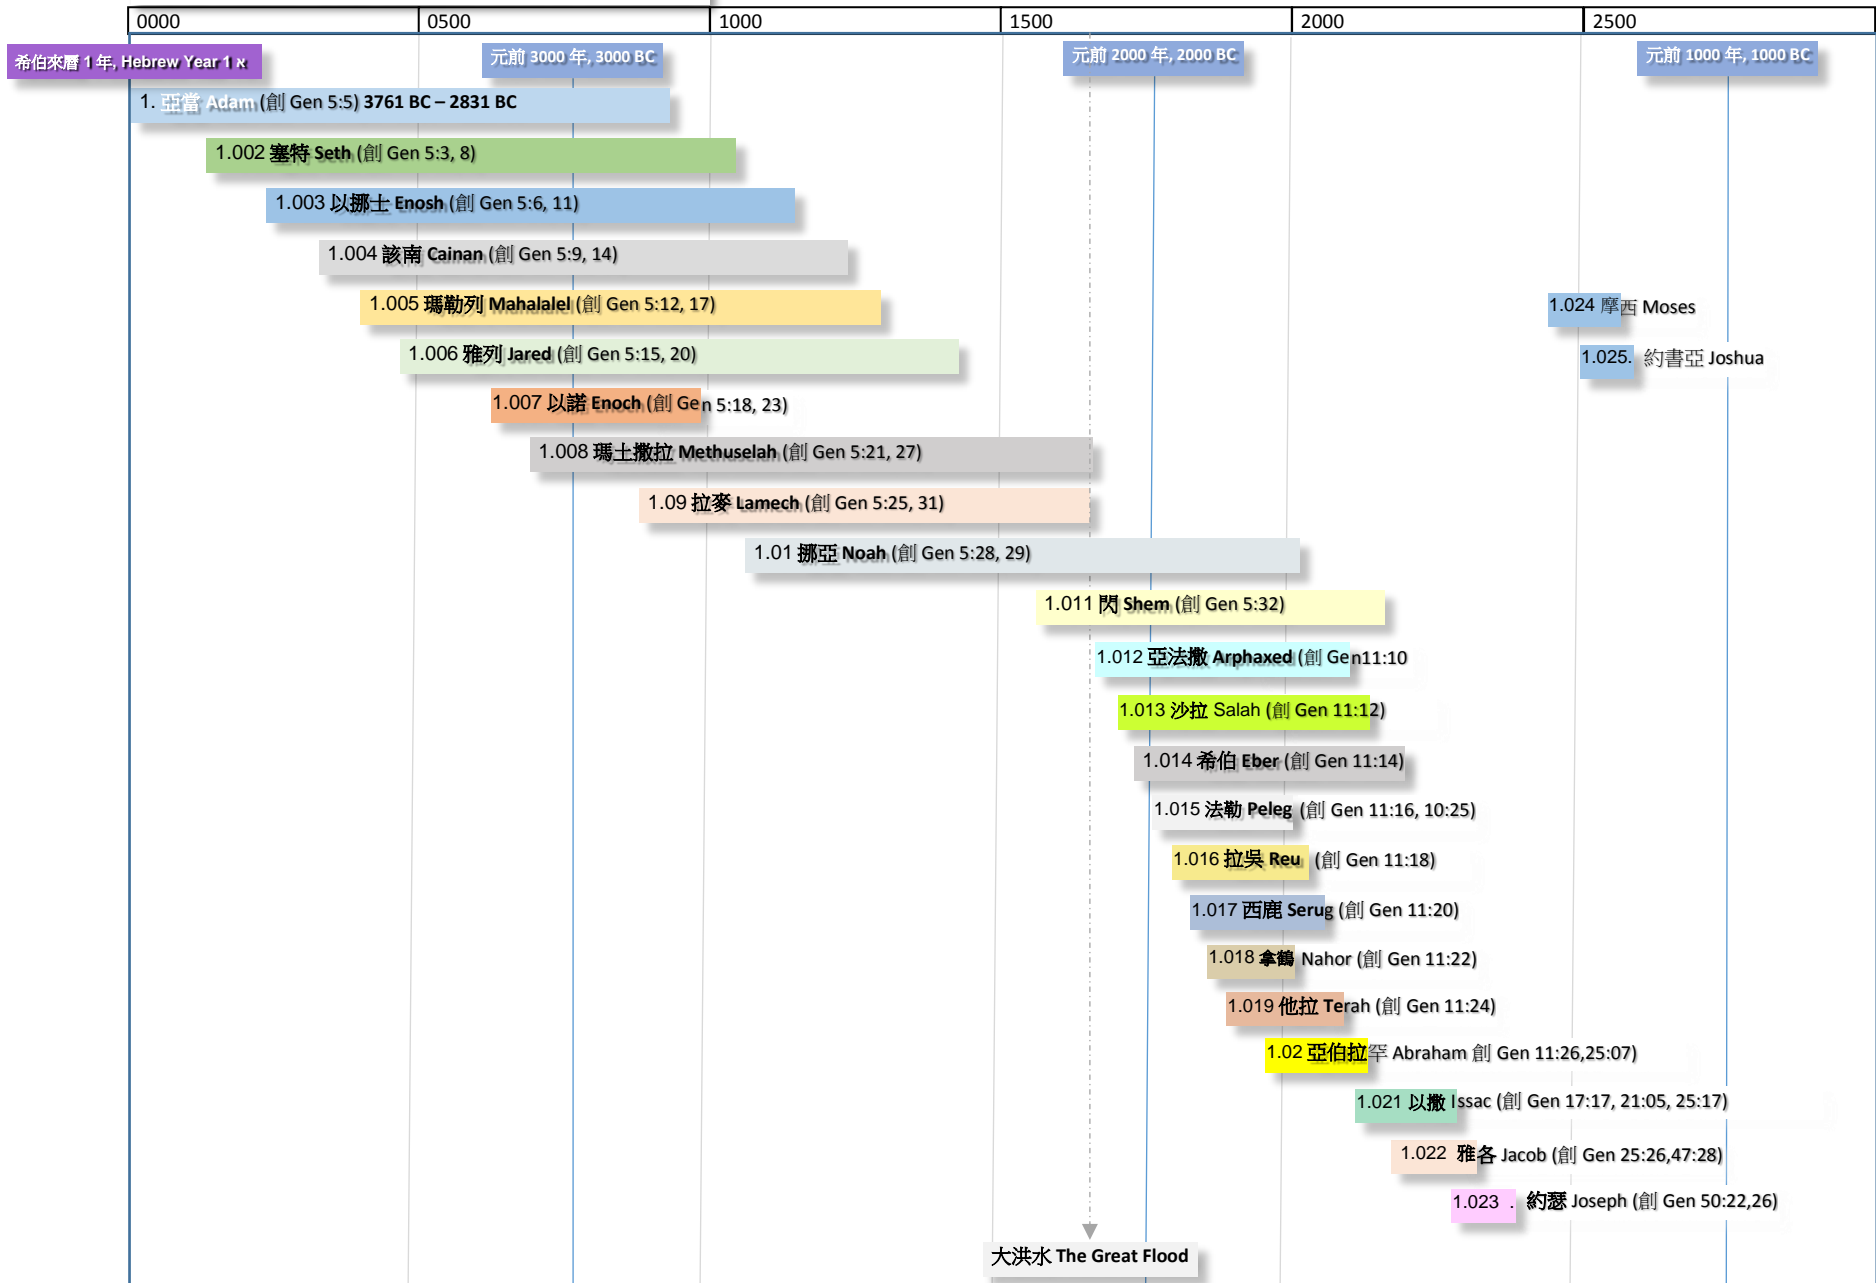 0000 0500 1000 1500 2000 2500
希伯來曆 1 年, Hebrew Year 1 א
元前 3000 年, 3000 BC
元前 2000 年, 2000 BC
元前 1000 年, 1000 BC
1. 亞當 Adam (創 Gen 5:5) 3761 BC – 2831 BC
1.002 塞特 Seth (創 Gen 5:3, 8)
1.003 以挪士 Enosh (創 Gen 5:6, 11)
1.004 該南 Cainan (創 Gen 5:9, 14)
1.005 瑪勒列 Mahalalel (創 Gen 5:12, 17)
1.024 摩西 Moses
1.006 雅列 Jared (創 Gen 5:15, 20)
1.025. 約書亞 Joshua
1.007 以諾 Enoch (創 Gen 5:18, 23)
1.008 瑪土撒拉 Methuselah (創 Gen 5:21, 27)
1.09 拉麥 Lamech (創 Gen 5:25, 31)
1.01 挪亞 Noah (創 Gen 5:28, 29)
1.011 閃 Shem (創 Gen 5:32)
1.012 亞法撒 Arphaxed (創 Gen11:10
1.013 沙拉 Salah (創 Gen 11:12)
1.014 希伯 Eber (創 Gen 11:14)
1.015 法勒 Peleg (創 Gen 11:16, 10:25)
1.016 拉吳 Reu (創 Gen 11:18)
1.017 西鹿 Serug (創 Gen 11:20)
1.018 拿鶴 Nahor (創 Gen 11:22)
1.019 他拉 Terah (創 Gen 11:24)
1.02 亞伯拉罕 Abraham 創 Gen 11:26,25:07)
1.021 以撒 Issac (創 Gen 17:17, 21:05, 25:17)
1.022 雅各 Jacob (創 Gen 25:26,47:28)
1.023 . 約瑟 Joseph (創 Gen 50:22,26)
大洪水 The Great Flood